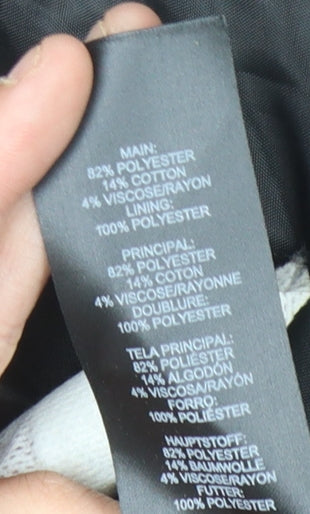 MAIN:
82% POLYESTER
14% COTTON
4% VISCOSE/RAYON
LINING:
100% POLYESTER
PRINCIPAL:
82% POLYESTER
14% COTON
4% VISCOSE/RAYONNE
DOUBLURE:
100% POLYESTER
TELA PRINCIPAL:
82% POLIÉSTER
14% ALGODÓN
4% VISCOSA/RAYÓN
FORRO:
100% POLIÉSTER
HAUPTSTOFF:
82% POLYESTER
14% BAUMWOLLE
4% VISKOSE/RAYON
FUTTER:
100% POLYESTER